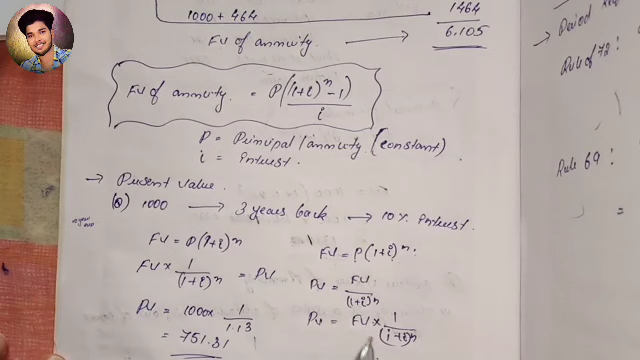 1000 + 464
1464
6.105
FV of annuity
FV of annuity. = P((1+i)^n - 1) / i
P = Principal / annuity (constant)
i = interest.
→ Present value.
(Q) 1000 → 3 years back → 10% interest.
FV = P(1+i)^n
FV × 1/(1+i)^n = PV
PV = 1000 × 1/1.1^3
= 751.31
FV = P(1+i)^n
PV = FV/(1+i)^n
PV = FV × 1/(1+i)^n
→ Period
Rule of 72 :
Rule 69 :
=